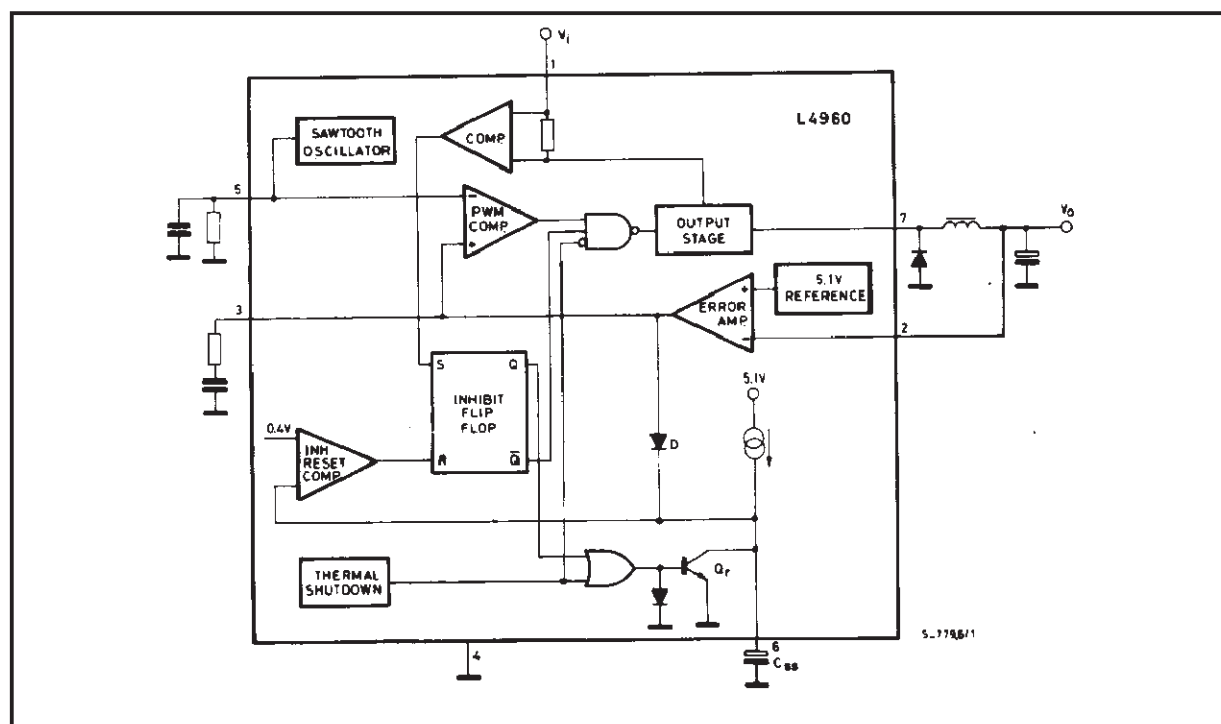 Vi
1
L4960
SAWTOOTH
OSCILLATOR
COMP
5
PWM
COMP
-
+
OUTPUT
STAGE
7
Vo
5.1V
REFERENCE
ERROR
AMP
+
-
3
2
S
Q
INHIBIT
FLIP
FLOP
R
Q̅
5.1V
0.4V
INH
RESET
COMP
D
THERMAL
SHUTDOWN
Qr
S-7796/1
4
6
Css